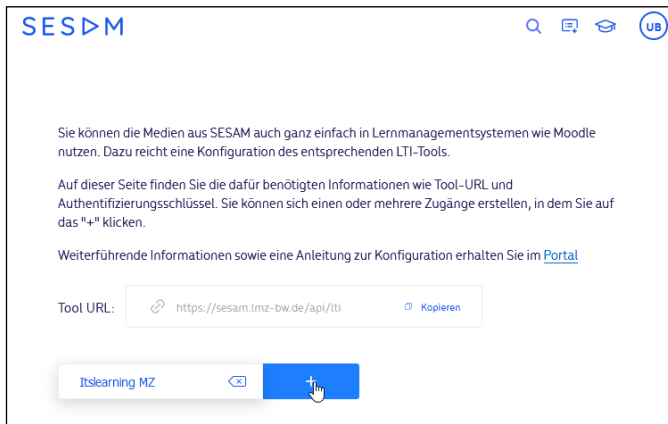 SESAM
UB
Sie können die Medien aus SESAM auch ganz einfach in Lernmanagementsystemen wie Moodle
nutzen. Dazu reicht eine Konfiguration des entsprechenden LTI-Tools.
Auf dieser Seite finden Sie die dafür benötigten Informationen wie Tool-URL und
Authentifizierungsschlüssel. Sie können sich einen oder mehrere Zugänge erstellen, in dem Sie auf
das "+" klicken.
Weiterführende Informationen sowie eine Anleitung zur Konfiguration erhalten Sie im Portal
Tool URL: https://sesam.lmz-bw.de/api/lti Kopieren
Itslearning MZ +